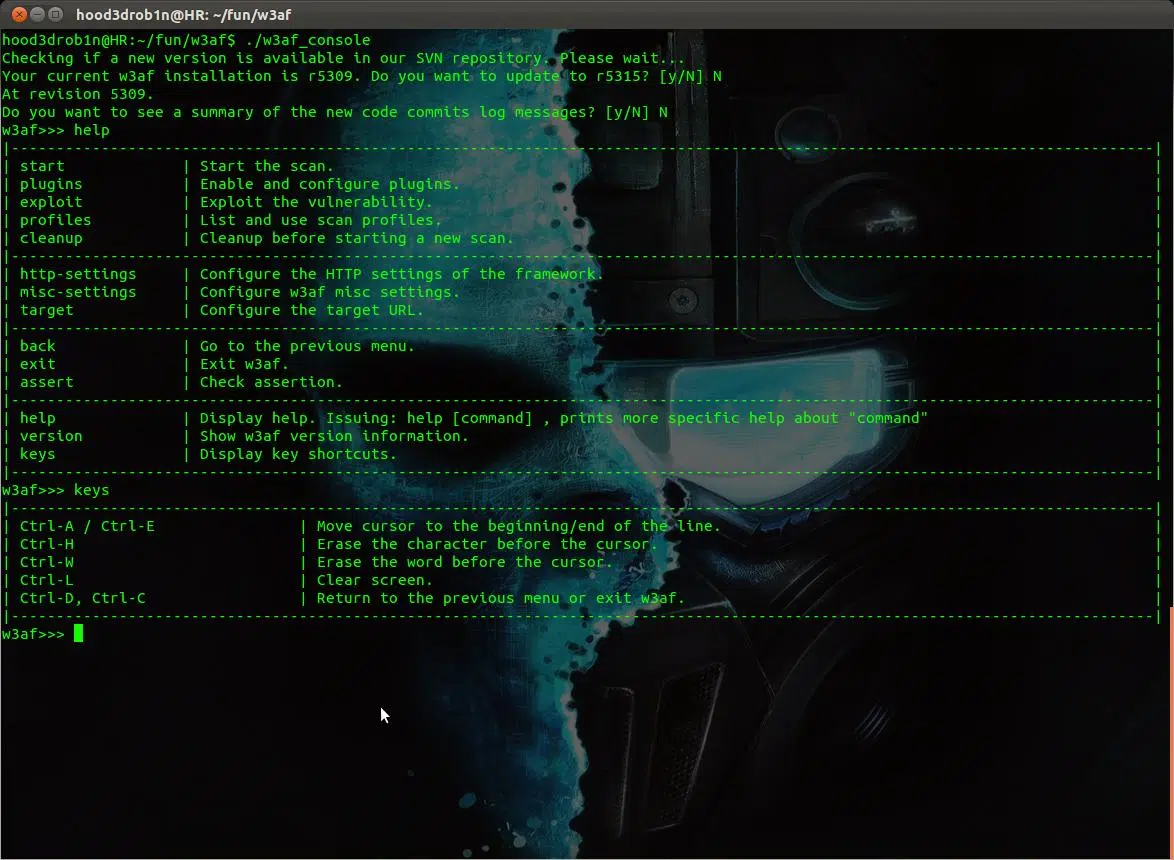 hood3drob1n@HR: ~/fun/w3af
hood3drob1n@HR:~/fun/w3af$ ./w3af_console
Checking if a new version is available in our SVN repository. Please wait...
Your current w3af installation is r5309. Do you want to update to r5315? [y/N] N
At revision 5309.
Do you want to see a summary of the new code commits log messages? [y/N] N
w3af>>> help
|-------------------------------------------------------------------------------------------------------------------------------|
| start             | Start the scan.                                                                                           |
| plugins           | Enable and configure plugins.                                                                             |
| exploit           | Exploit the vulnerability.                                                                                |
| profiles          | List and use scan profiles.                                                                               |
| cleanup           | Cleanup before starting a new scan.                                                                       |
|-------------------------------------------------------------------------------------------------------------------------------|
| http-settings     | Configure the HTTP settings of the framework.                                                             |
| misc-settings     | Configure w3af misc settings.                                                                             |
| target            | Configure the target URL.                                                                                 |
|-------------------------------------------------------------------------------------------------------------------------------|
| back              | Go to the previous menu.                                                                                  |
| exit              | Exit w3af.                                                                                                |
| assert            | Check assertion.                                                                                          |
|-------------------------------------------------------------------------------------------------------------------------------|
| help              | Display help. Issuing: help [command] , prints more specific help about "command"                         |
| version           | Show w3af version information.                                                                            |
| keys              | Display key shortcuts.                                                                                    |
|-------------------------------------------------------------------------------------------------------------------------------|
w3af>>> keys
|-------------------------------------------------------------------------------------------------------------------------------|
| Ctrl-A / Ctrl-E                | Move cursor to the beginning/end of the line.                                                |
| Ctrl-H                         | Erase the character before the cursor.                                                       |
| Ctrl-W                         | Erase the word before the cursor.                                                            |
| Ctrl-L                         | Clear screen.                                                                                |
| Ctrl-D, Ctrl-C                 | Return to the previous menu or exit w3af.                                                    |
|-------------------------------------------------------------------------------------------------------------------------------|
w3af>>>